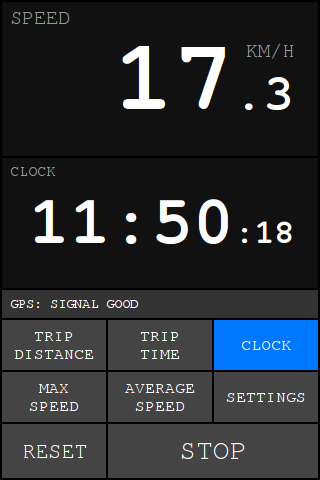 SPEED
KM/H
17.3
CLOCK
11:50:18
GPS: SIGNAL GOOD
TRIP
DISTANCE
TRIP
TIME
CLOCK
MAX
SPEED
AVERAGE
SPEED
SETTINGS
RESET
STOP